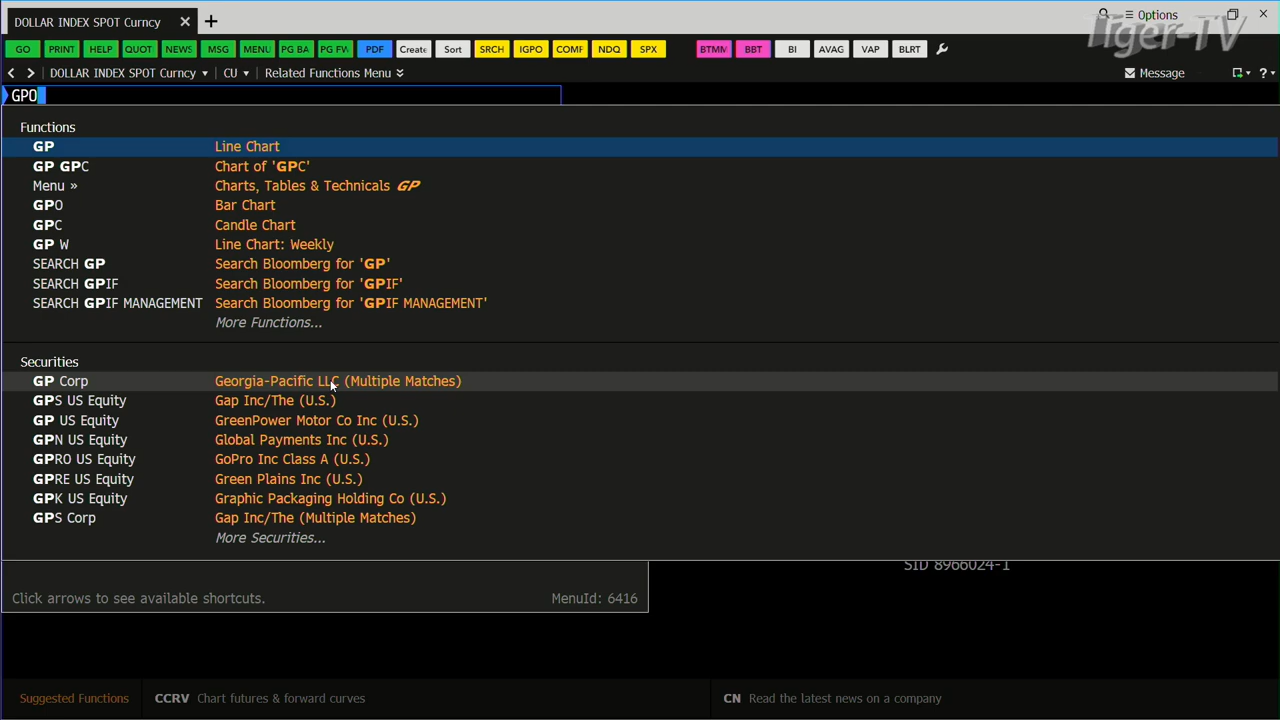 DOLLAR INDEX SPOT Curncy
Options
Tiger-TV
GO PRINT HELP QUOT NEWS MSG MENU PG BA PG FV PDF Create Sort SRCH IGPO COMF NDQ SPX BTMM BBT BI AVAG VAP BLRT
DOLLAR INDEX SPOT Curncy CU Related Functions Menu Message ?
GPO
Functions
GP Line Chart
GP GPC Chart of 'GPC'
Menu » Charts, Tables & Technicals GP
GPO Bar Chart
GPC Candle Chart
GP W Line Chart: Weekly
SEARCH GP Search Bloomberg for 'GP'
SEARCH GPIF Search Bloomberg for 'GPIF'
SEARCH GPIF MANAGEMENT Search Bloomberg for 'GPIF MANAGEMENT'
More Functions...
Securities
GP Corp Georgia-Pacific LLC (Multiple Matches)
GPS US Equity Gap Inc/The (U.S.)
GP US Equity GreenPower Motor Co Inc (U.S.)
GPN US Equity Global Payments Inc (U.S.)
GPRO US Equity GoPro Inc Class A (U.S.)
GPRE US Equity Green Plains Inc (U.S.)
GPK US Equity Graphic Packaging Holding Co (U.S.)
GPS Corp Gap Inc/The (Multiple Matches)
More Securities...
SID 8966024-1
Click arrows to see available shortcuts. MenuId: 6416
Suggested Functions CCRV Chart futures & forward curves CN Read the latest news on a company